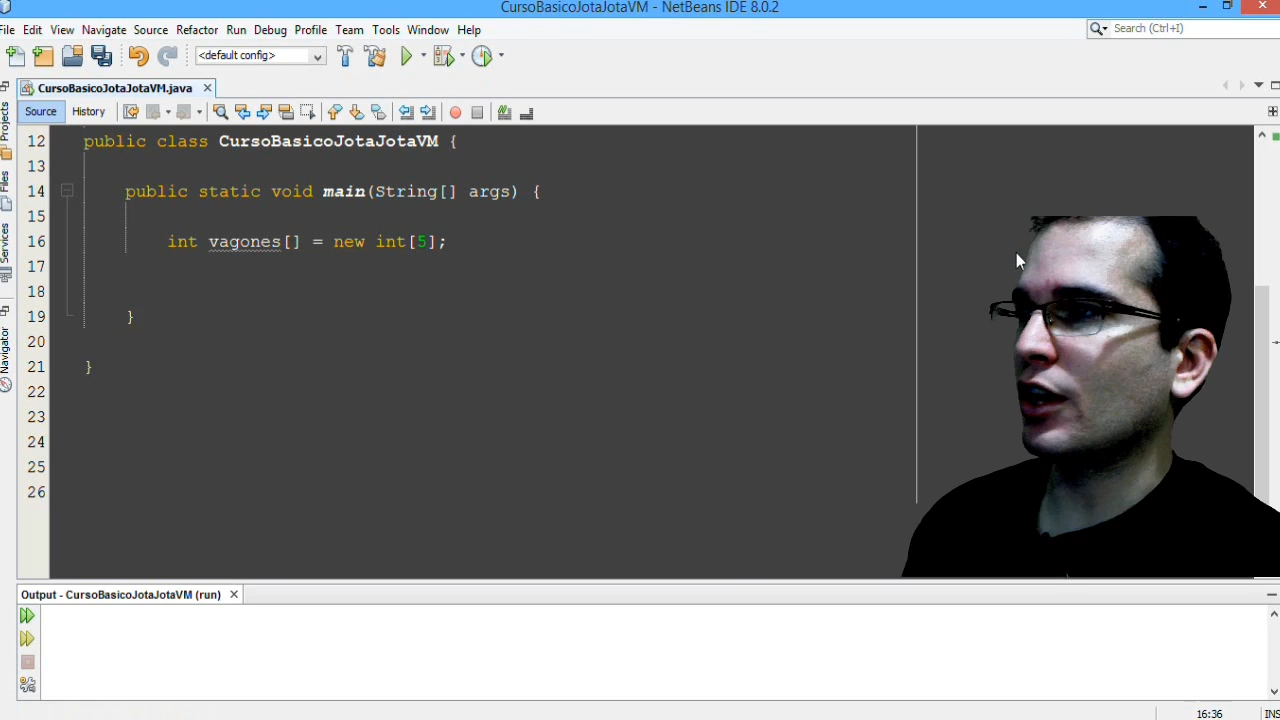 CursoBasicoJotaJotaVM - NetBeans IDE 8.0.2
File Edit View Navigate Source Refactor Run Debug Profile Team Tools Window Help
Search (Ctrl+I)
<default config>
CursoBasicoJotaJotaVM.java
Source History
Projects
Files
Services
Navigator
12 public class CursoBasicoJotaJotaVM {
13
14 public static void main(String[] args) {
15
16 int vagones[] = new int[5];
17
18
19 }
20
21 }
22
23
24
25
26
Output - CursoBasicoJotaJotaVM (run)
16:36 INS